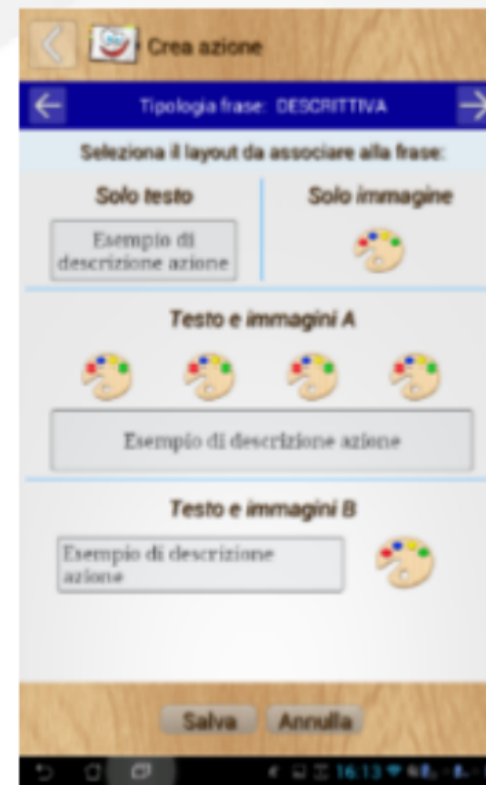 Crea azione
Tipologia frase: DESCRITTIVA
Seleziona il layout da associare alla frase:
Solo testo
Solo immagine
Esempio di
descrizione azione
Testo e immagini A
Esempio di descrizione azione
Testo e immagini B
Esempio di descrizione
azione
Salva Annulla
16:13